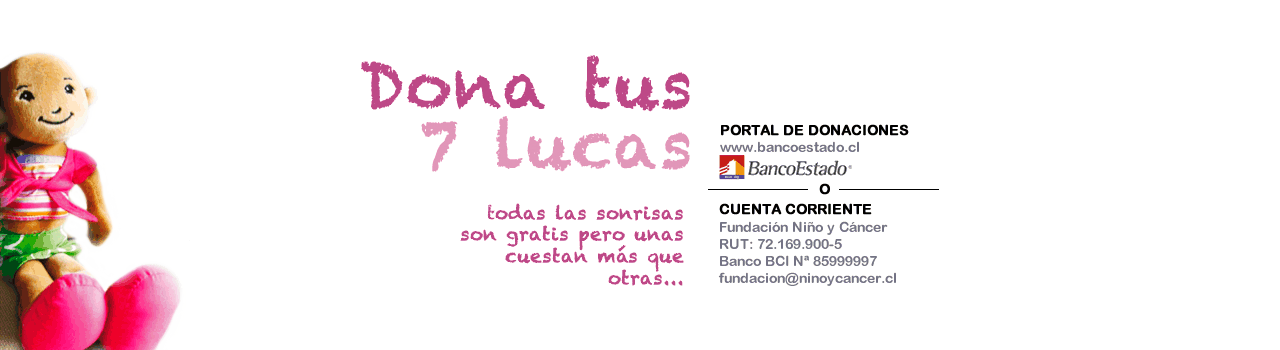 Dona tus
7 lucas
todas las sonrisas
son gratis pero unas
cuestan más que
otras...
PORTAL DE DONACIONES
www.bancoestado.cl
BancoEstado®
O
CUENTA CORRIENTE
Fundación Niño y Cáncer
RUT: 72.169.900-5
Banco BCI Nª 85999997
fundacion@ninoycancer.cl